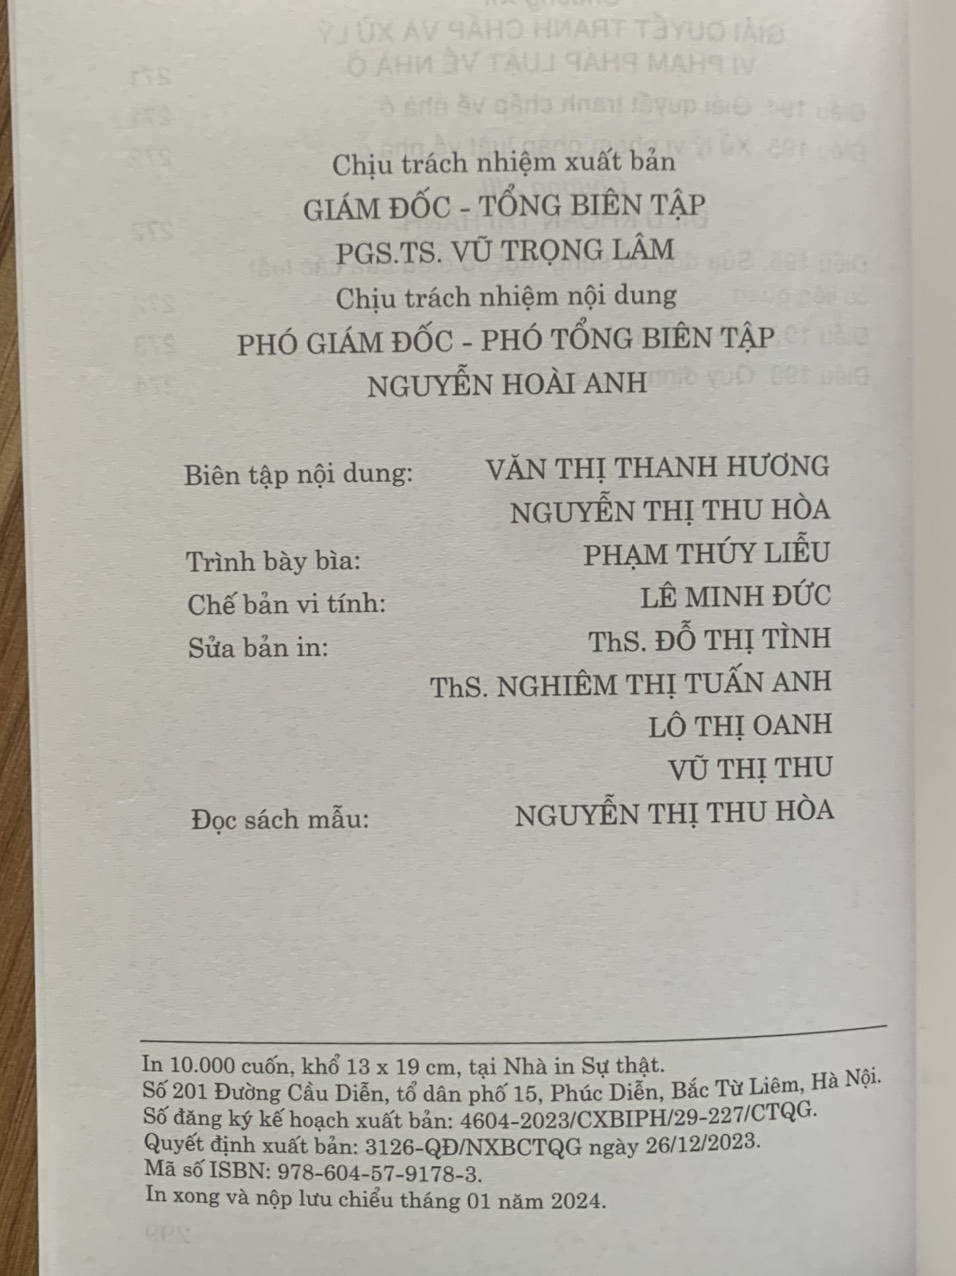 Chịu trách nhiệm xuất bản
GIÁM ĐỐC - TỔNG BIÊN TẬP
PGS.TS. VŨ TRỌNG LÂM
Chịu trách nhiệm nội dung
PHÓ GIÁM ĐỐC - PHÓ TỔNG BIÊN TẬP
NGUYỄN HOÀI ANH
Biên tập nội dung: VĂN THỊ THANH HƯƠNG
NGUYỄN THỊ THU HÒA
Trình bày bìa: PHẠM THÚY LIỄU
Chế bản vi tính: LÊ MINH ĐỨC
Sửa bản in: ThS. ĐỖ THỊ TÌNH
ThS. NGHIÊM THỊ TUẤN ANH
LÔ THỊ OANH
VŨ THỊ THU
Đọc sách mẫu: NGUYỄN THỊ THU HÒA
In 10.000 cuốn, khổ 13 x 19 cm, tại Nhà in Sự thật.
Số 201 Đường Cầu Diễn, tổ dân phố 15, Phúc Diễn, Bắc Từ Liêm, Hà Nội.
Số đăng ký kế hoạch xuất bản: 4604-2023/CXBIPH/29-227/CTQG.
Quyết định xuất bản: 3126-QĐ/NXBCTQG ngày 26/12/2023.
Mã số ISBN: 978-604-57-9178-3.
In xong và nộp lưu chiểu tháng 01 năm 2024.